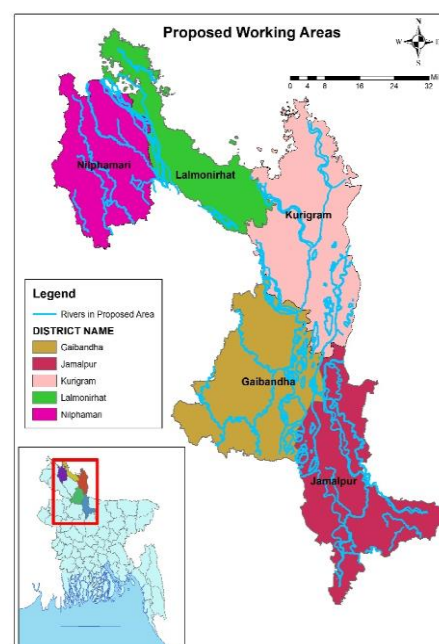 Proposed Working Areas
N
W E
S
0 4 8 16 24 32
Mi
Nilphamari
Lalmonirhat
Kurigram
Legend
Rivers in Proposed Area
DISTRICT NAME
Gaibandha
Jamalpur
Kurigram
Lalmonirhat
Nilphamari
Gaibandha
Jamalpur